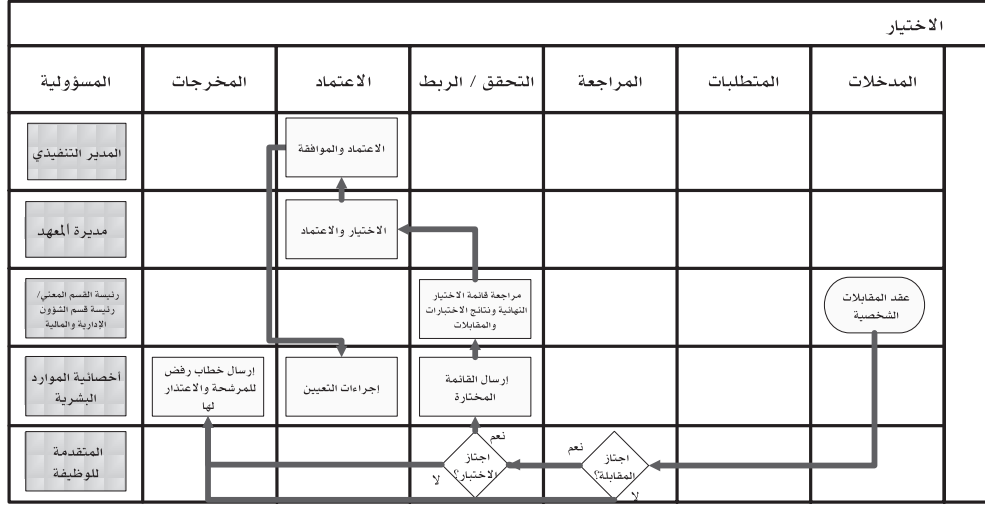 الاختيار
المدخلات
المتطلبات
المراجعة
التحقق / الربط
الاعتماد
المخرجات
المسؤولية
الاعتماد والموافقة
المدير التنفيذي
الاختيار والاعتماد
مديرة المعهد
عقد المقابلات
الشخصية
مراجعة قائمة الاختيار
النهائية ونتائج الاختبارات
والمقابلات
رئيسة القسم المعني/
رئيسة قسم الشؤون
الإدارية والمالية
إرسال القائمة
المختارة
إجراءات التعيين
إرسال خطاب رفض
للمرشحة والاعتذار
لها
أخصائية الموارد
البشرية
اجتاز
المقابلة؟
نعم
لا
اجتاز
الاختبار؟
نعم
لا
المتقدمة
للوظيفة